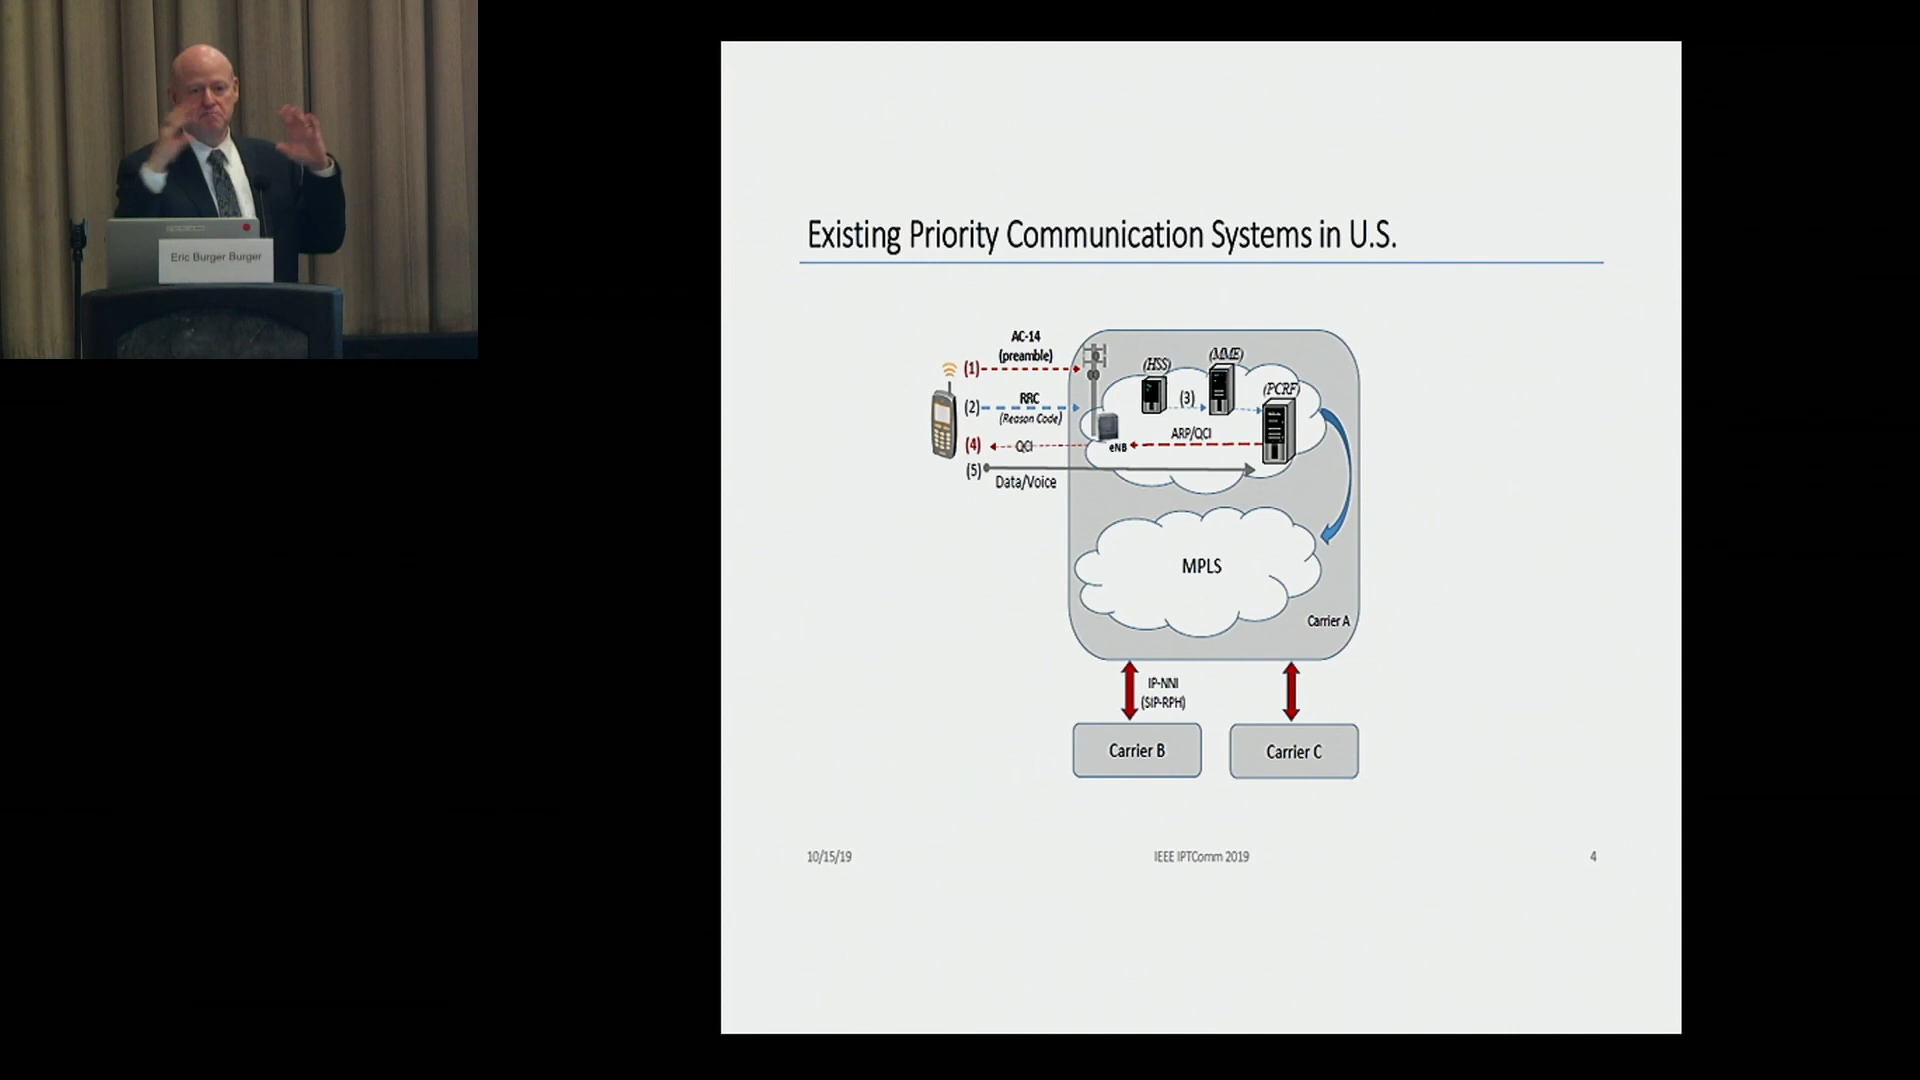 Eric Burger Burger
Existing Priority Communication Systems in U.S.
AC-14
(preamble)
(1)
(2)
RRC
(Reason Code)
(4)
QCI
(5)
Data/Voice
(HSS)
(MME)
(3)
(PCRF)
ARP/QCI
eNB
MPLS
Carrier A
IP-NNI
(SIP-RPH)
Carrier B
Carrier C
10/15/19
IEEE IPTComm 2019
4